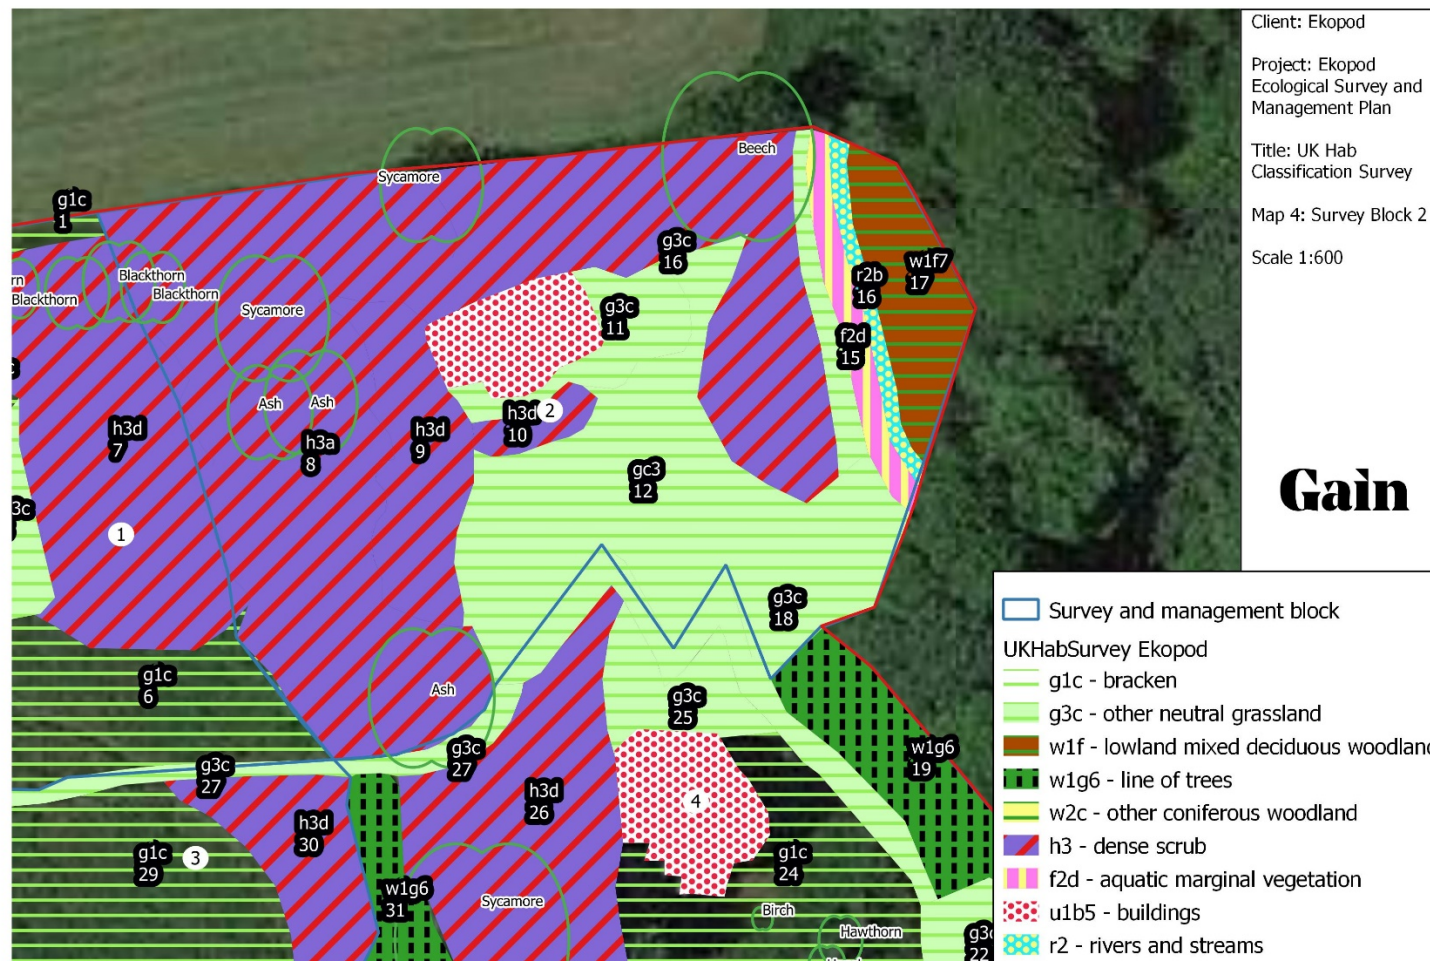 Client: Ekopod
Project: Ekopod
Ecological Survey and
Management Plan
Title: UK Hab
Classification Survey
Map 4: Survey Block 2
Scale 1:600
Gain
Survey and management block
UKHabSurvey Ekopod
g1c - bracken
g3c - other neutral grassland
w1f - lowland mixed deciduous woodland
w1g6 - line of trees
w2c - other coniferous woodland
h3 - dense scrub
f2d - aquatic marginal vegetation
u1b5 - buildings
r2 - rivers and streams
Beech
Sycamore
g1c
1
g3c
16
w1f7
17
r2b
16
Blackthorn
Blackthorn
Blackthorn
Sycamore
g3c
11
f2d
15
Ash
Ash
h3d
7
h3a
8
h3d
9
h3d
10
2
gc3
12
3c
1
g3c
18
g1c
6
Ash
g3c
25
g3c
27
g3c
27
w1g6
19
h3d
26
4
h3d
30
g1c
29
3
g1c
24
w1g6
31
Sycamore
Birch
Hawthorn
g3c
22